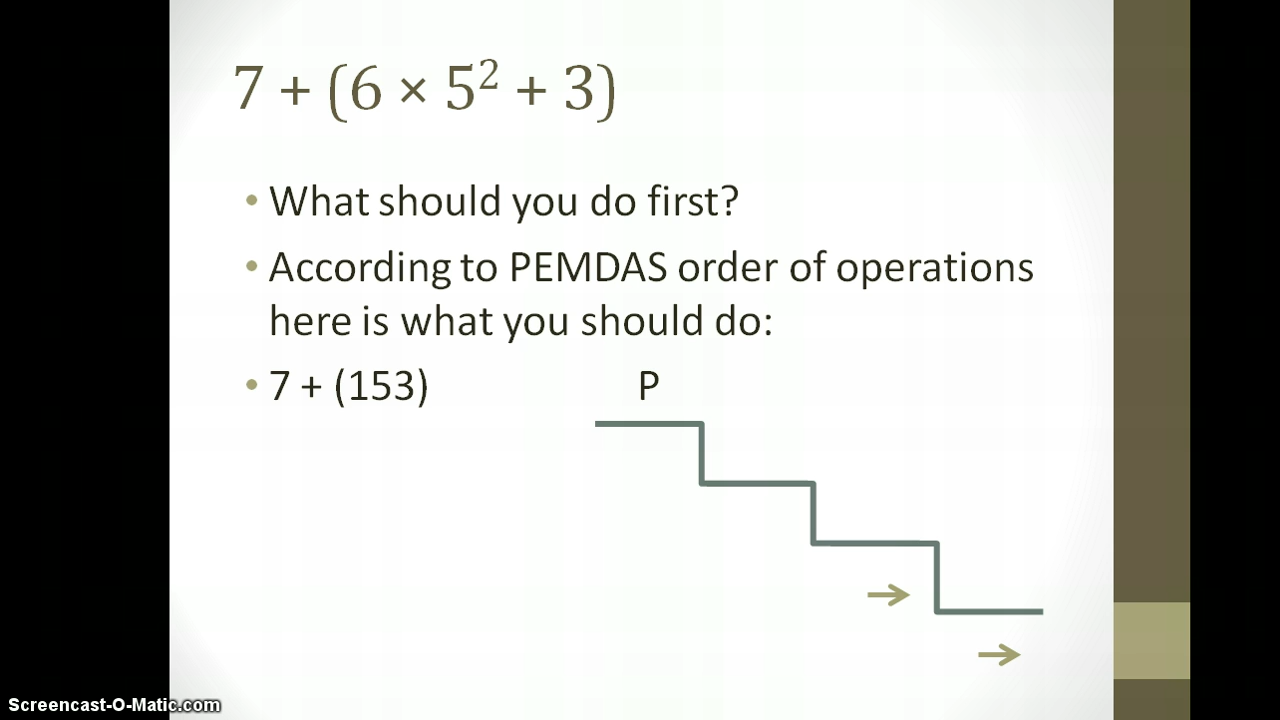 7 + (6 × 5² + 3)
• What should you do first?
• According to PEMDAS order of operations
here is what you should do:
• 7 + (153) P
Screencast-O-Matic.com